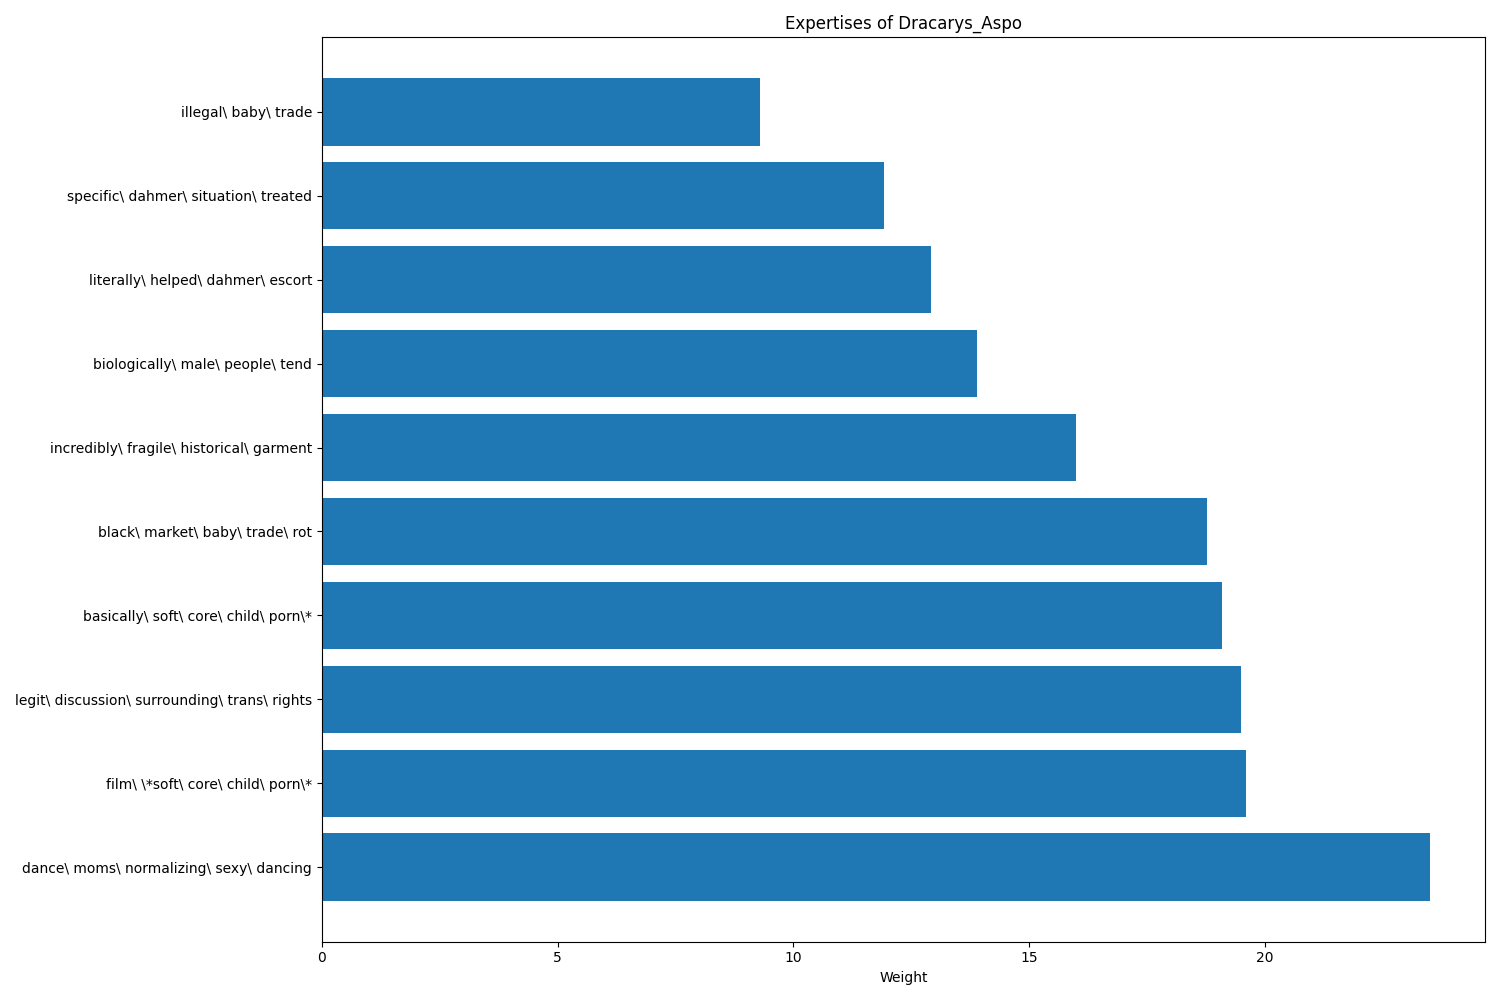 Expertises of Dracarys_Aspo
illegal\ baby\ trade
specific\ dahmer\ situation\ treated
literally\ helped\ dahmer\ escort
biologically\ male\ people\ tend
incredibly\ fragile\ historical\ garment
black\ market\ baby\ trade\ rot
basically\ soft\ core\ child\ porn\*
legit\ discussion\ surrounding\ trans\ rights
film\ \*soft\ core\ child\ porn\*
dance\ moms\ normalizing\ sexy\ dancing
0 5 10 15 20
Weight